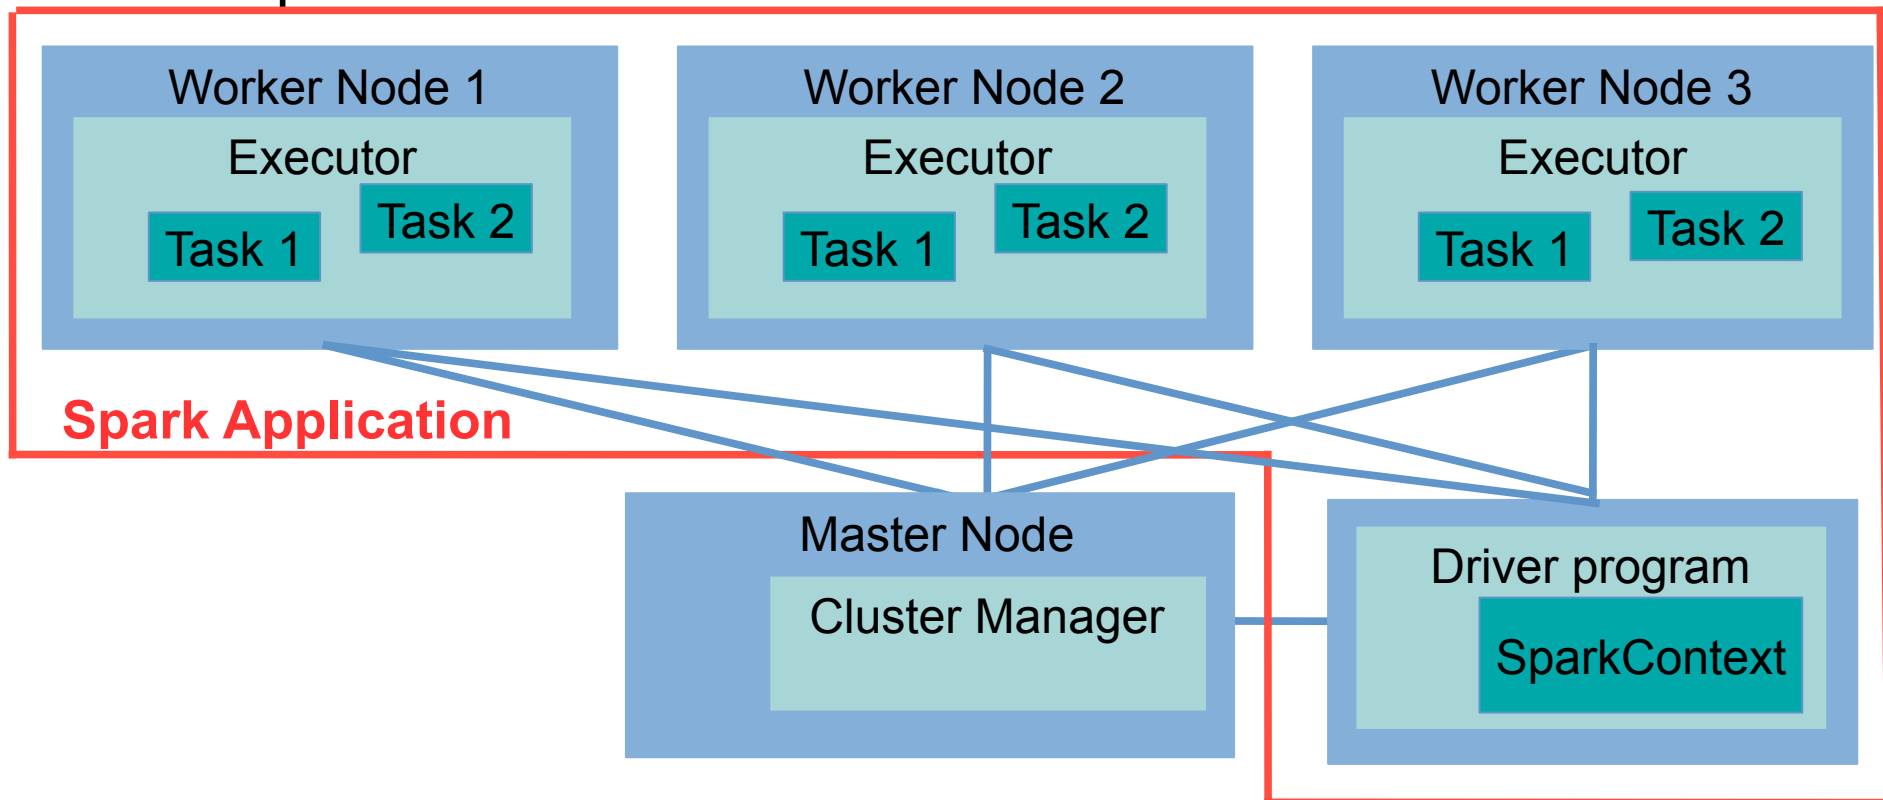 Worker Node 1
Executor
Task 1
Task 2
Worker Node 2
Executor
Task 1
Task 2
Worker Node 3
Executor
Task 1
Task 2
Spark Application
Master Node
Cluster Manager
Driver program
SparkContext